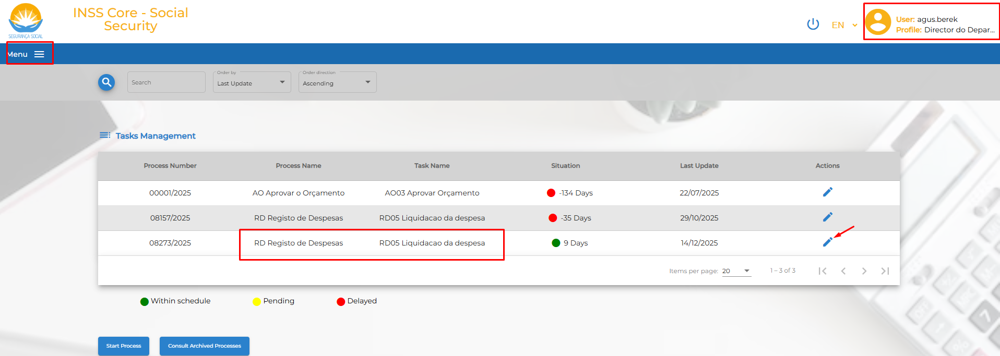 SEGURANÇA SOCIAL
INSS Core - Social
Security
EN
User: agus.berek
Profile: Director do Depar...
Menu
Search
Order by
Last Update
Order direction
Ascending
Tasks Management
Process Number Process Name Task Name Situation Last Update Actions
00001/2025 AO Aprovar o Orçamento AO03 Aprovar Orçamento -134 Days 22/07/2025
08157/2025 RD Registo de Despesas RD05 Liquidacao da despesa -35 Days 29/10/2025
08273/2025 RD Registo de Despesas RD05 Liquidacao da despesa 9 Days 14/12/2025
Items per page: 20 1 – 3 of 3
Within schedule Pending Delayed
Start Process Consult Archived Processes